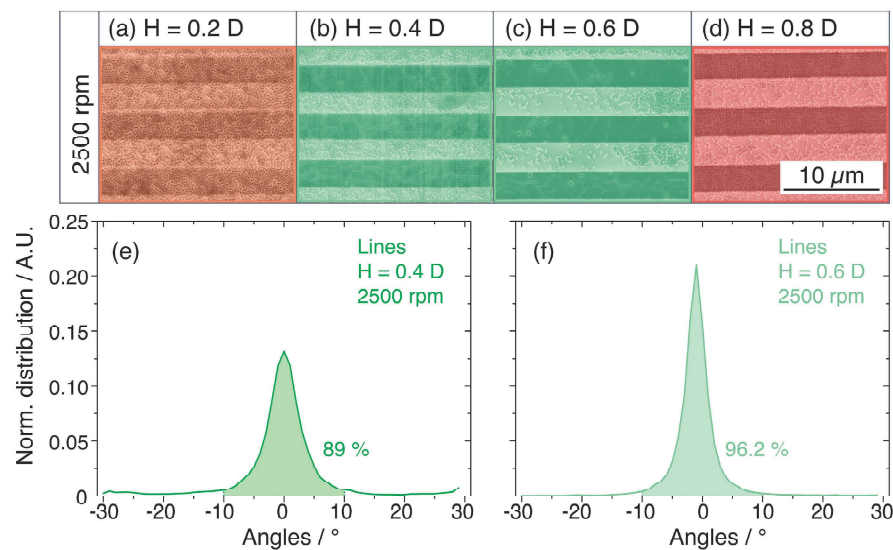 (a) H = 0.2 D
(b) H = 0.4 D
(c) H = 0.6 D
(d) H = 0.8 D
2500 rpm
10 µm
(e)
Lines
H = 0.4 D
2500 rpm
89 %
Norm. distribution / A.U.
0.25
0.20
0.15
0.10
0.05
0
-30 -20 -10 0 10 20 30
Angles / °
(f)
Lines
H = 0.6 D
2500 rpm
96.2 %
-30 -20 -10 0 10 20 30
Angles / °